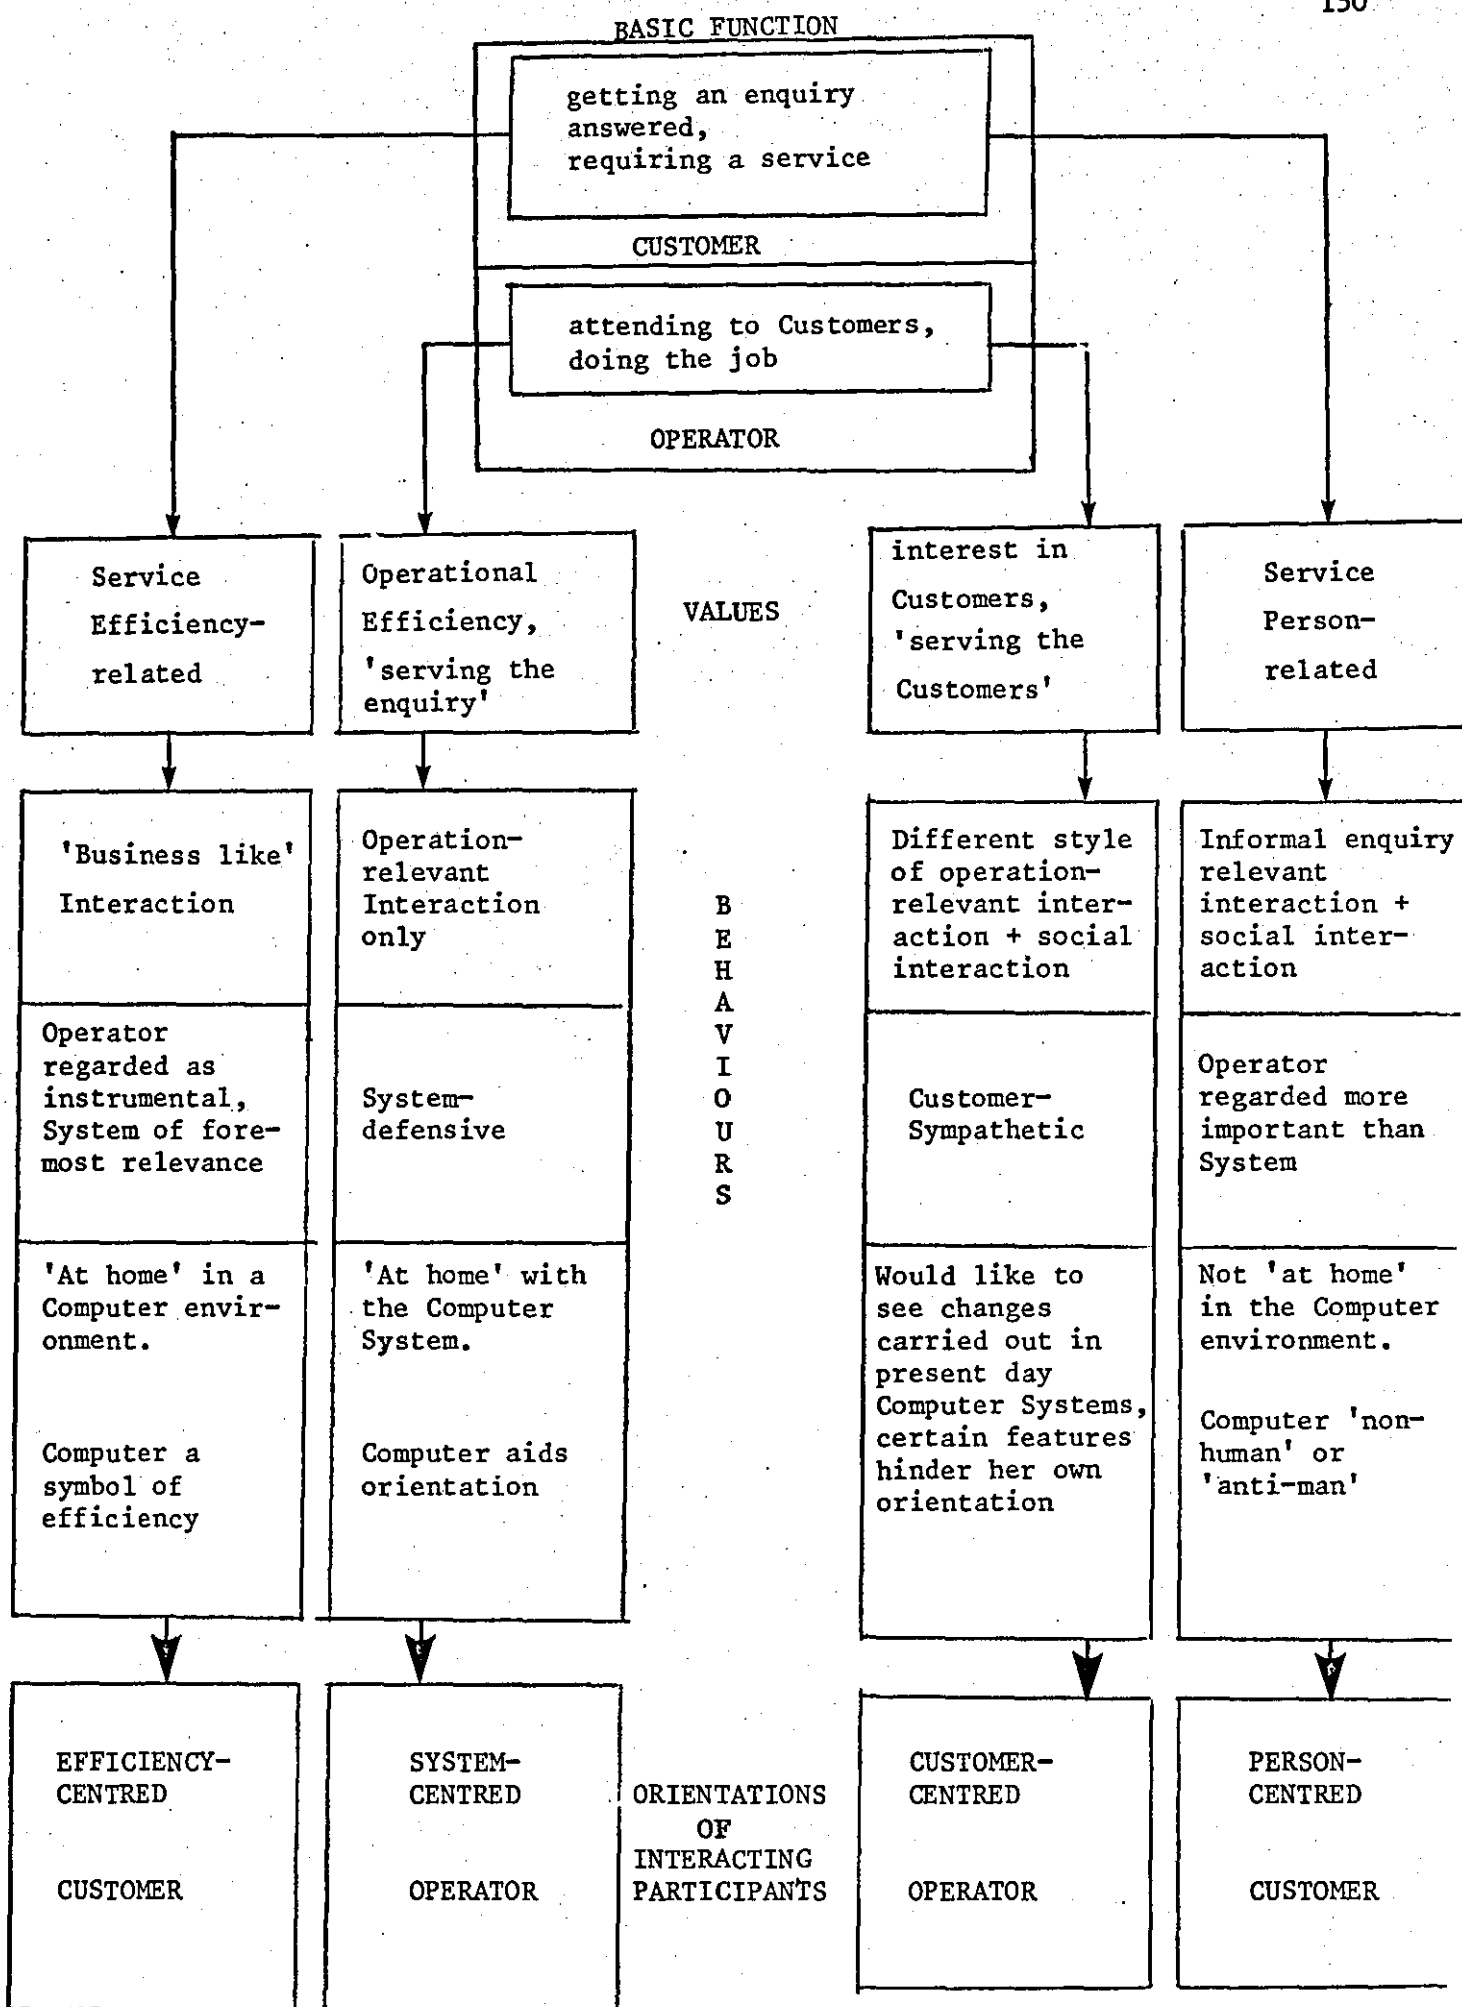 150
BASIC FUNCTION
getting an enquiry
answered,
requiring a service
CUSTOMER
attending to Customers,
doing the job
OPERATOR
Service
Efficiency-
related
Operational
Efficiency,
'serving the
enquiry'
VALUES
interest in
Customers,
'serving the
Customers'
Service
Person-
related
'Business like'
Interaction
Operation-
relevant
Interaction
only
B
E
H
A
V
I
O
U
R
S
Different style
of operation-
relevant inter-
action + social
interaction
Informal enquiry
relevant
interaction +
social inter-
action
Operator
regarded as
instrumental,
System of fore-
most relevance
System-
defensive
Customer-
Sympathetic
Operator
regarded more
important than
System
'At home' in a
Computer envir-
onment.
Computer a
symbol of
efficiency
'At home' with
the Computer
System.
Computer aids
orientation
Would like to
see changes
carried out in
present day
Computer Systems,
certain features
hinder her own
orientation
Not 'at home'
in the Computer
environment.
Computer 'non-
human' or
'anti-man'
EFFICIENCY-
CENTRED
CUSTOMER
SYSTEM-
CENTRED
OPERATOR
ORIENTATIONS
OF
INTERACTING
PARTICIPANTS
CUSTOMER-
CENTRED
OPERATOR
PERSON-
CENTRED
CUSTOMER